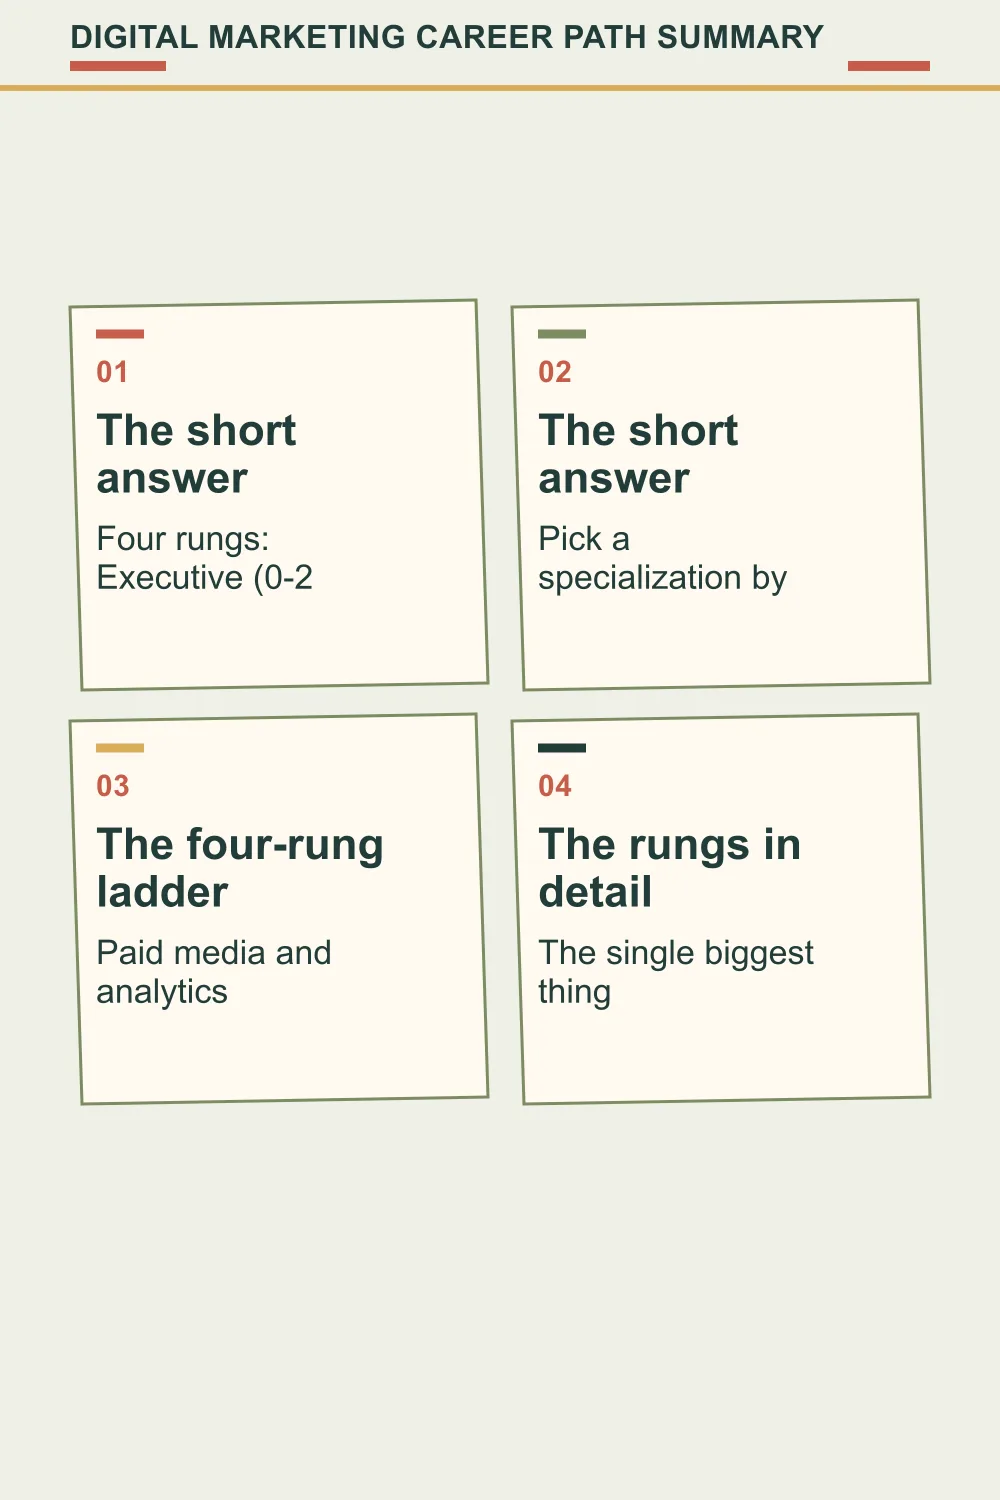 DIGITAL MARKETING CAREER PATH SUMMARY
01
The short
answer
Four rungs:
Executive (0-2
02
The short
answer
Pick a
specialization by
03
The four-rung
ladder
Paid media and
analytics
04
The rungs in
detail
The single biggest
thing